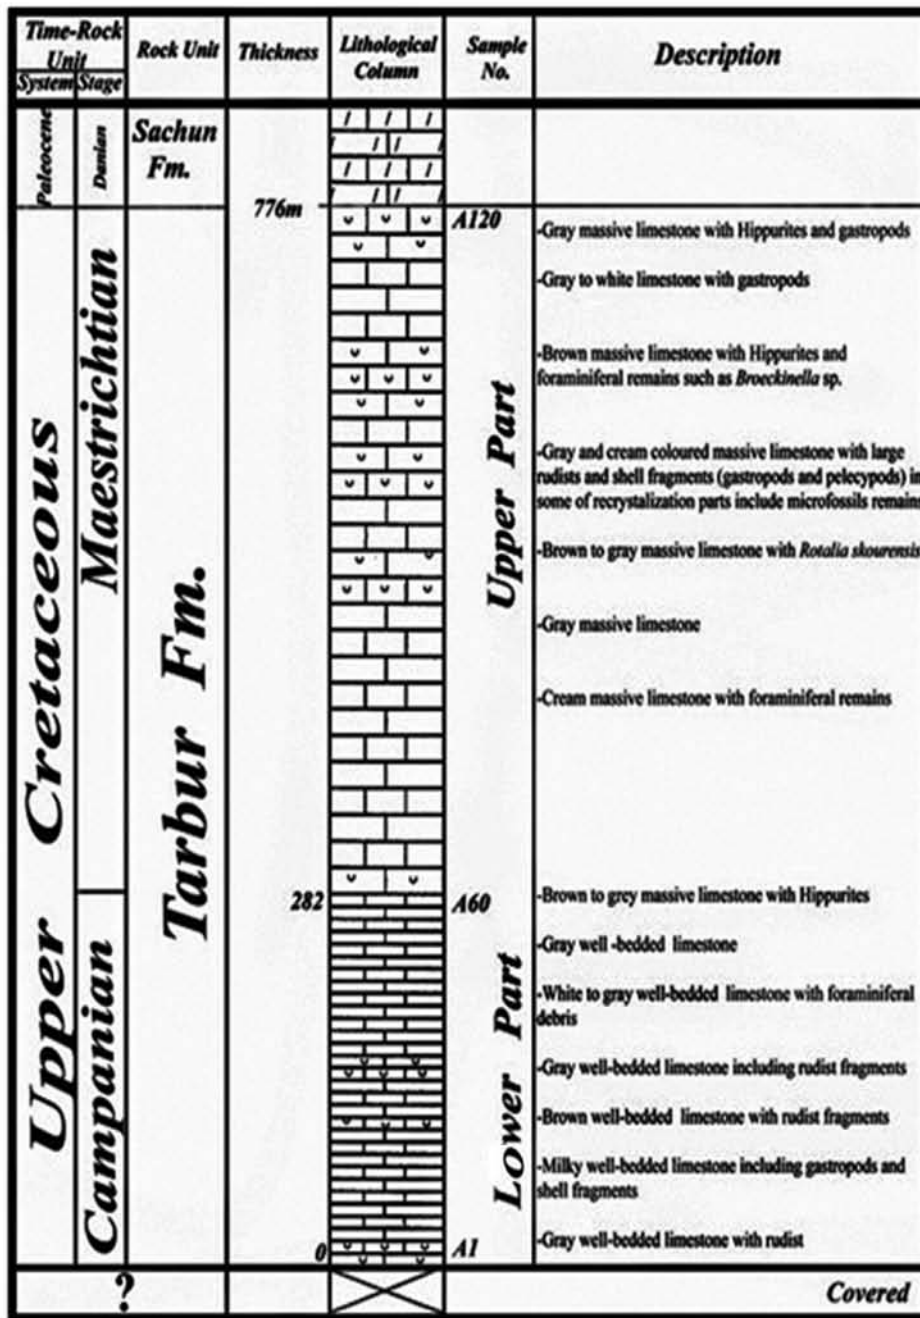 Time-Rock
Unit
System Stage
Rock Unit
Thickness
Lithological
Column
Sample
No.
Description
Paleocene
Danian
Sachun
Fm.
776m
A120
-Gray massive limestone with Hippurites and gastropods
-Gray to white limestone with gastropods
-Brown massive limestone with Hippurites and
foraminiferal remains such as Broeckinella sp.
-Gray and cream coloured massive limestone with large
rudists and shell fragments (gastropods and pelecypods) in
some of recrystalization parts include microfossils remains
-Brown to gray massive limestone with Rotalia skourensis
-Gray massive limestone
-Cream massive limestone with foraminiferal remains
Upper Cretaceous
Maestrichtian
Tarbur Fm.
Upper Part
282
A60
-Brown to grey massive limestone with Hippurites
-Gray well -bedded limestone
-White to gray well-bedded limestone with foraminiferal
debris
-Gray well-bedded limestone including rudist fragments
-Brown well-bedded limestone with rudist fragments
-Milky well-bedded limestone including gastropods and
shell fragments
-Gray well-bedded limestone with rudist
Campanian
Lower Part
0
A1
?
Covered